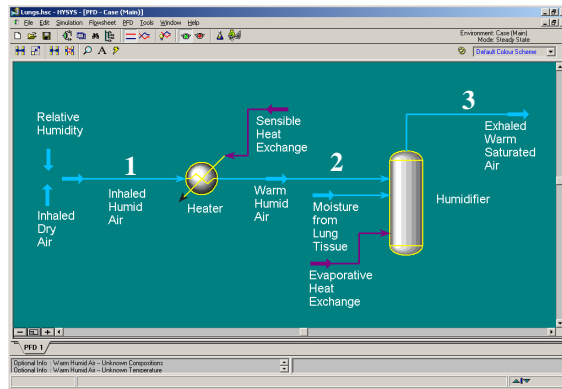 Lungs.hsc - HYSYS - [PFD - Case (Main)]
File Edit Simulation Flowsheet PFD Tools Window Help
Environment: Case (Main)
Mode: Steady State
Default Colour Scheme
Relative
Humidity
1
Inhaled
Humid
Air
Inhaled
Dry
Air
Sensible
Heat
Exchange
Heater
Warm
Humid
Air
2
Moisture
from
Lung
Tissue
Evaporative
Heat
Exchange
3
Exhaled
Warm
Saturated
Air
Humidifier
PFD 1
Optional Info : Warm Humid Air -- Unknown Compositions
Optional Info : Warm Humid Air -- Unknown Temperature